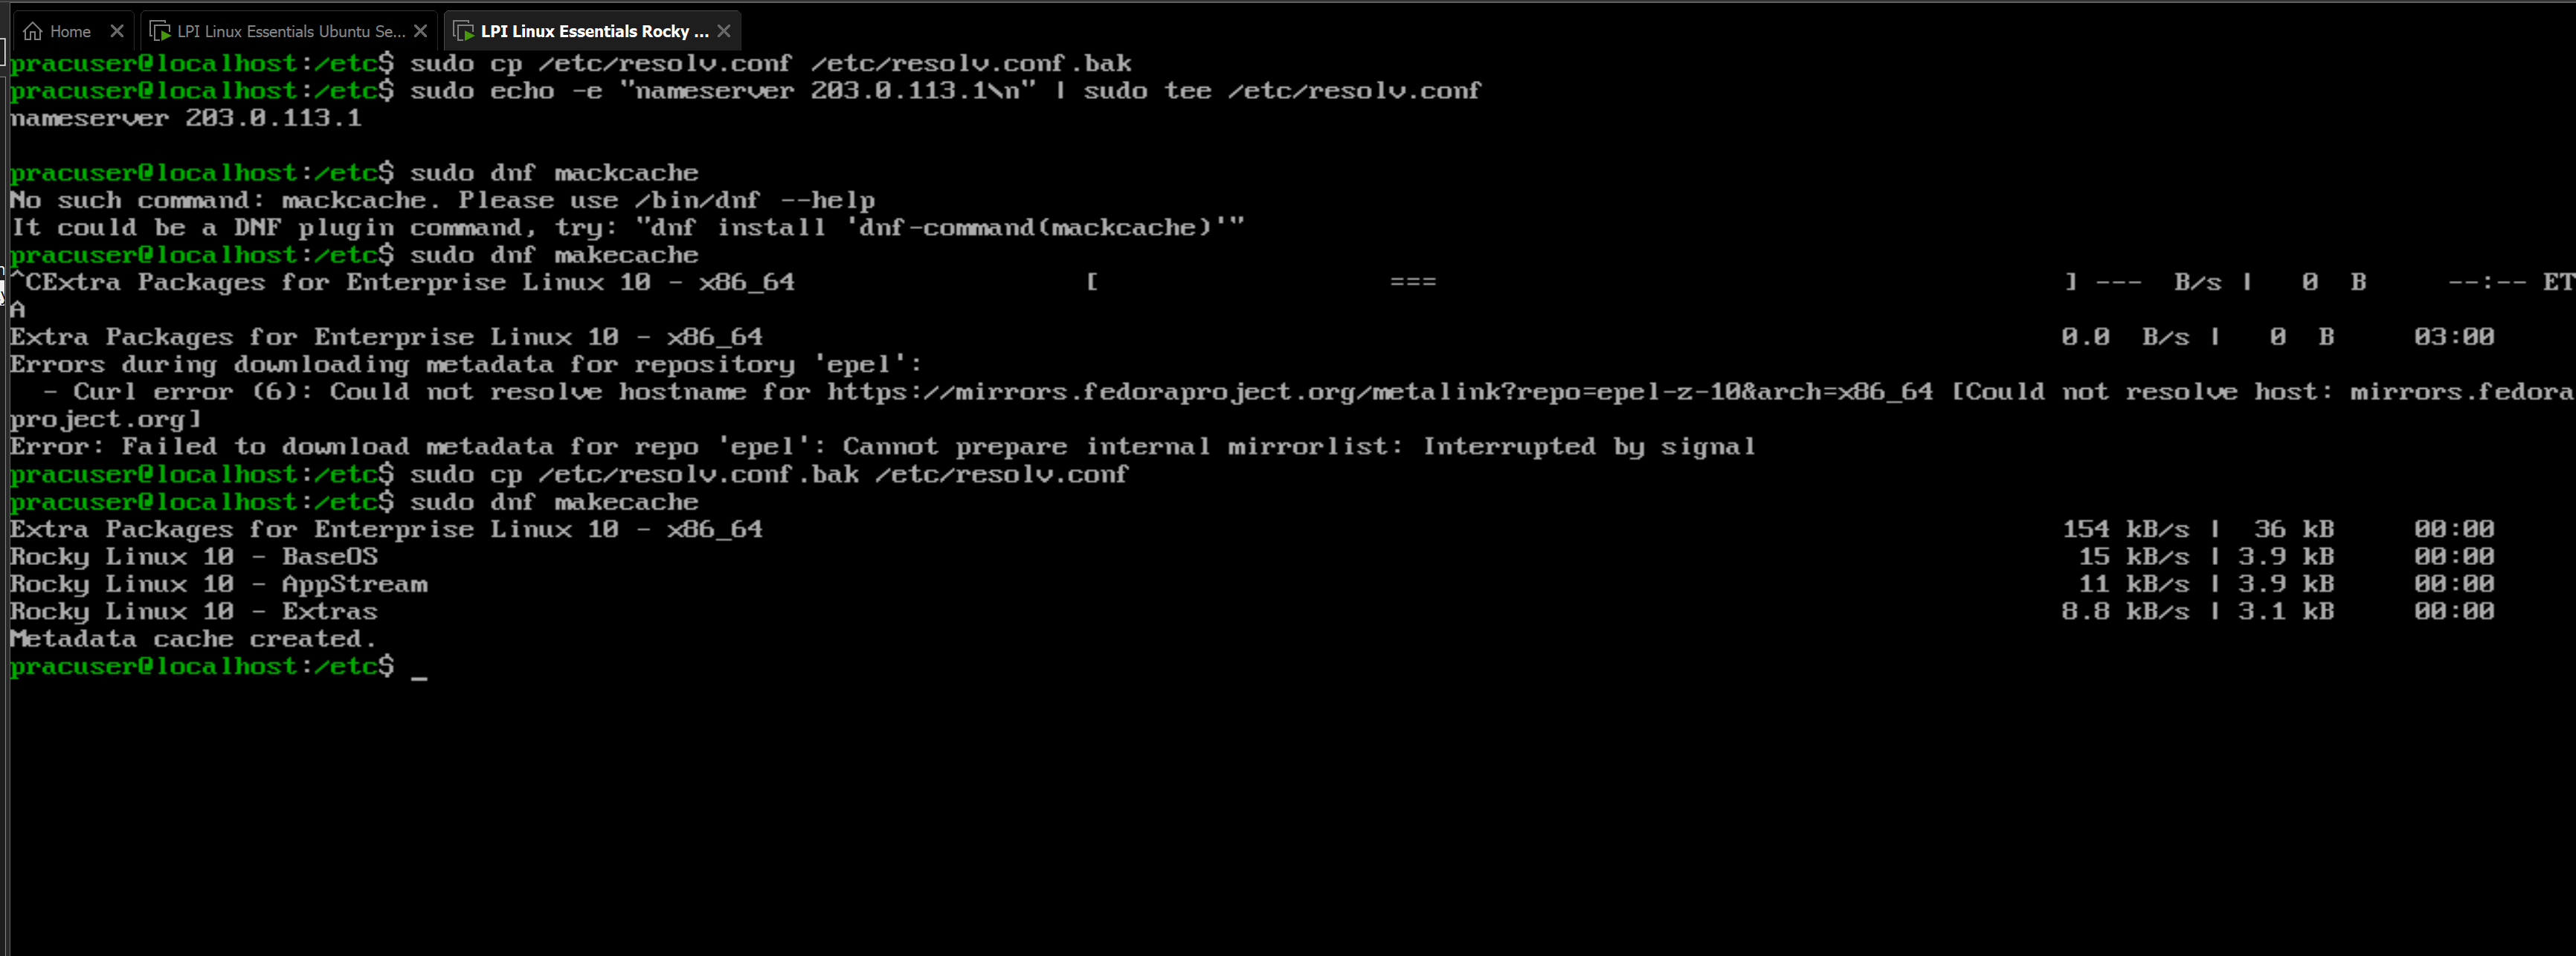 Home
LPI Linux Essentials Ubuntu Se...
LPI Linux Essentials Rocky ...
pracuser@localhost:/etc$ sudo cp /etc/resolv.conf /etc/resolv.conf.bak
pracuser@localhost:/etc$ sudo echo -e "nameserver 203.0.113.1\n" | sudo tee /etc/resolv.conf
nameserver 203.0.113.1
pracuser@localhost:/etc$ sudo dnf mackcache
No such command: mackcache. Please use /bin/dnf --help
It could be a DNF plugin command, try: "dnf install 'dnf-command(mackcache)'"
pracuser@localhost:/etc$ sudo dnf makecache
^CExtra Packages for Enterprise Linux 10 - x86_64 [ === ] --- B/s | 0 B --:-- ET
A
Extra Packages for Enterprise Linux 10 - x86_64 0.0 B/s | 0 B 03:00
Errors during downloading metadata for repository 'epel':
- Curl error (6): Could not resolve hostname for https://mirrors.fedoraproject.org/metalink?repo=epel-z-10&arch=x86_64 [Could not resolve host: mirrors.fedora
project.org]
Error: Failed to download metadata for repo 'epel': Cannot prepare internal mirrorlist: Interrupted by signal
pracuser@localhost:/etc$ sudo cp /etc/resolv.conf.bak /etc/resolv.conf
pracuser@localhost:/etc$ sudo dnf makecache
Extra Packages for Enterprise Linux 10 - x86_64 154 kB/s | 36 kB 00:00
Rocky Linux 10 - BaseOS 15 kB/s | 3.9 kB 00:00
Rocky Linux 10 - AppStream 11 kB/s | 3.9 kB 00:00
Rocky Linux 10 - Extras 8.8 kB/s | 3.1 kB 00:00
Metadata cache created.
pracuser@localhost:/etc$ _